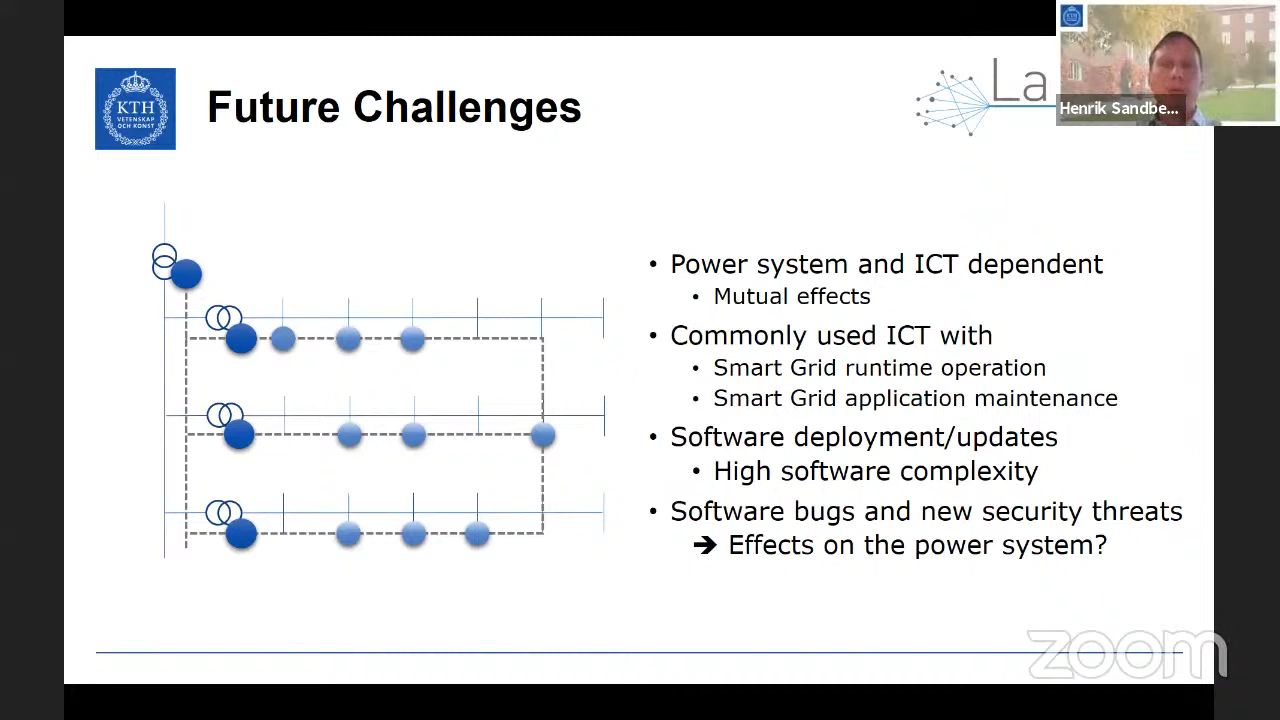 KTH
VETENSKAP
OCH KONST
Future Challenges
La
KTH
Henrik Sandbe...
• Power system and ICT dependent
• Mutual effects
• Commonly used ICT with
• Smart Grid runtime operation
• Smart Grid application maintenance
• Software deployment/updates
• High software complexity
• Software bugs and new security threats
➔ Effects on the power system?
zoom